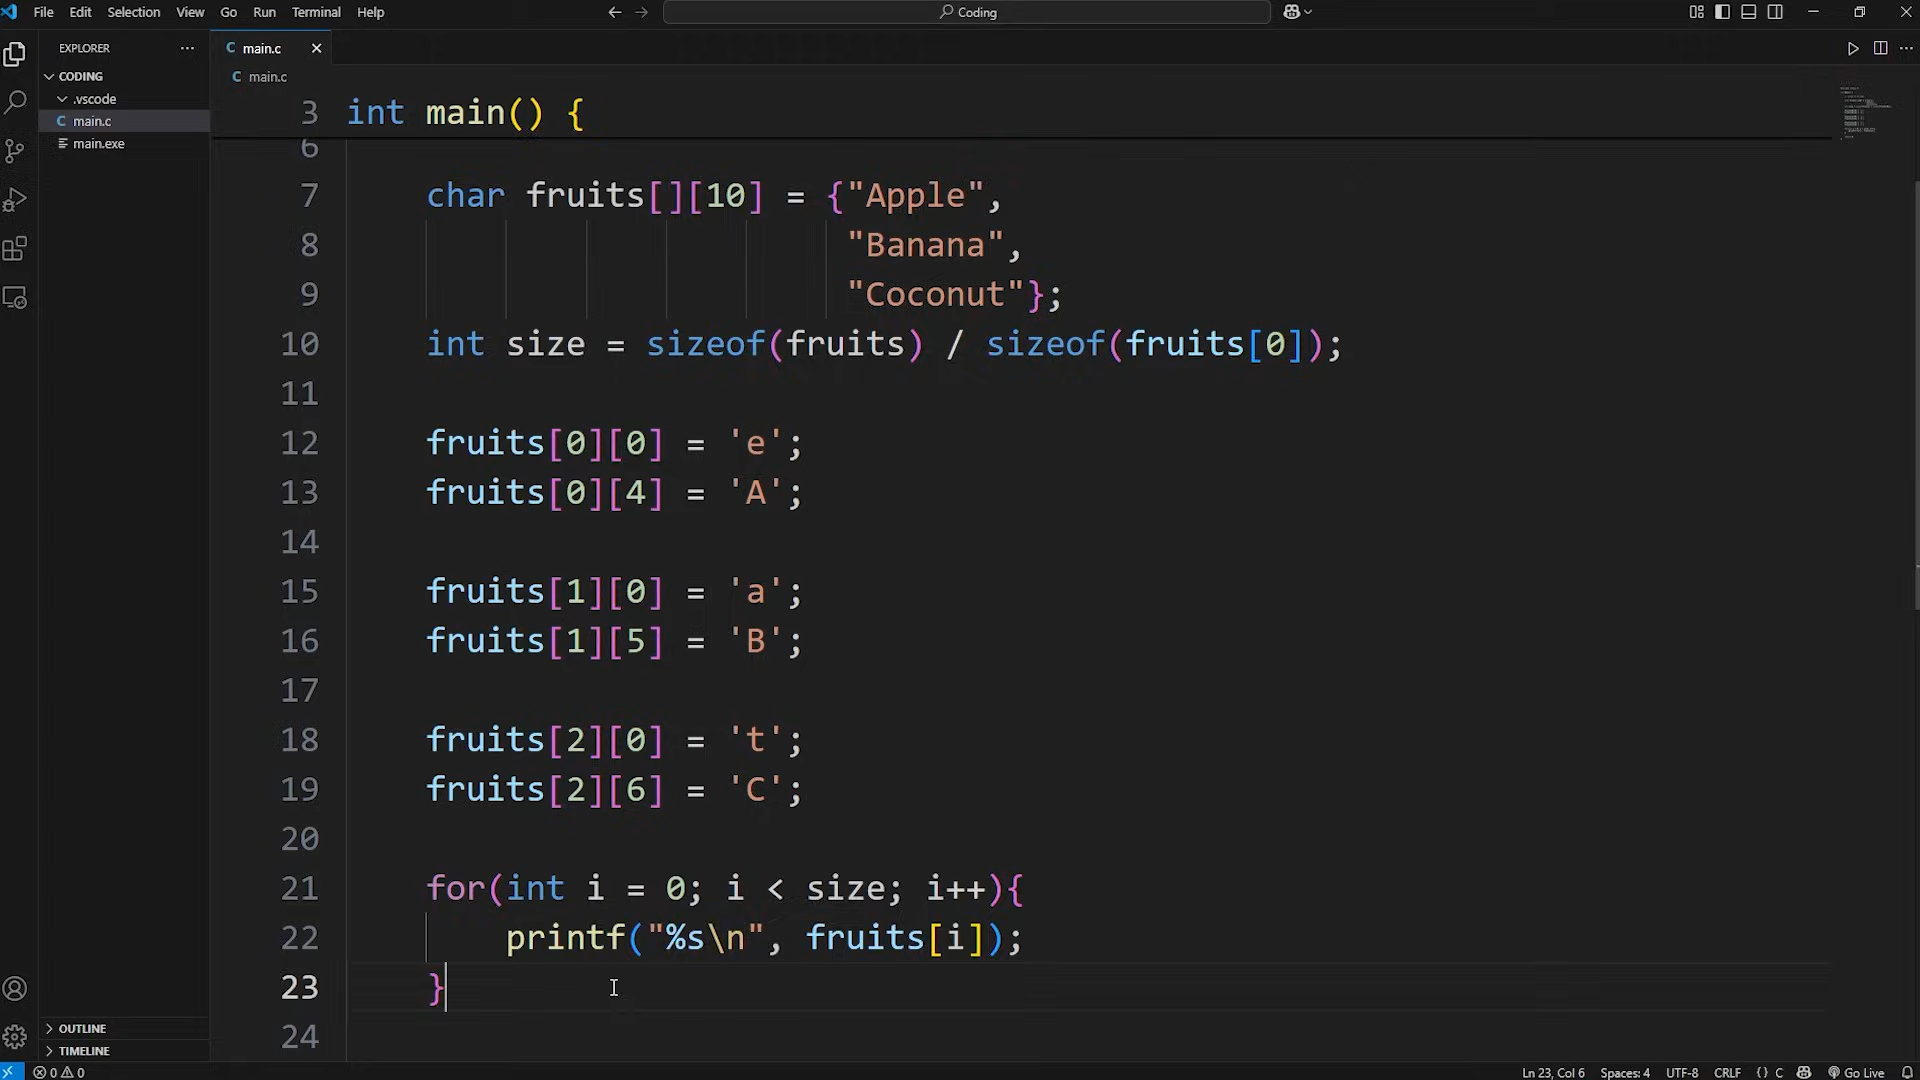 File Edit Selection View Go Run Terminal Help
Coding
EXPLORER
CODING
.vscode
C main.c
main.exe
OUTLINE
TIMELINE
C main.c
C main.c
3 int main() {
6
7 char fruits[][10] = {"Apple",
8 "Banana",
9 "Coconut"};
10 int size = sizeof(fruits) / sizeof(fruits[0]);
11
12 fruits[0][0] = 'e';
13 fruits[0][4] = 'A';
14
15 fruits[1][0] = 'a';
16 fruits[1][5] = 'B';
17
18 fruits[2][0] = 't';
19 fruits[2][6] = 'C';
20
21 for(int i = 0; i < size; i++){
22 printf("%s\n", fruits[i]);
23 }
24
0 0 Ln 23, Col 6 Spaces: 4 UTF-8 CRLF {} C Go Live